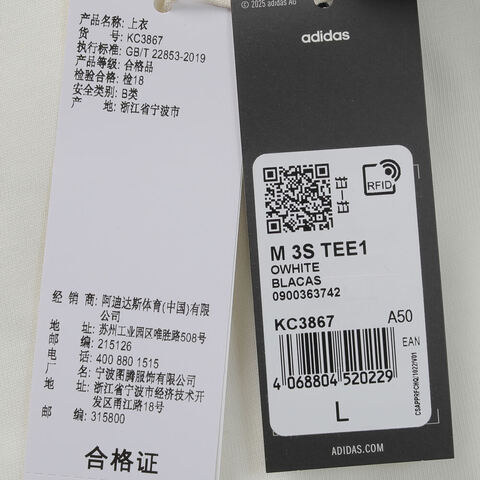 产品名称: 上衣
货 号: KC3867
执行标准: GB/T 22853-2019
产品等级: 合格品
检验合格: 检18
安全类别: B类
产 地: 浙江省宁波市
经 销 商: 阿迪达斯体育(中国)有限
公司
地 址: 苏州工业园区唯胜路508号
邮 编: 215126
电 话: 400 880 1515
厂 名: 宁波图腾服饰有限公司
地 址: 浙江省宁波市经济技术开
发区甬江路18号
邮 编: 315800
合格证
© 2025 adidas AG
adidas
RFID
M 3S TEE1
OWHITE
BLACAS
0900363742
KC3867 A50
EAN
4 068804 520229
L
ADIDAS.COM